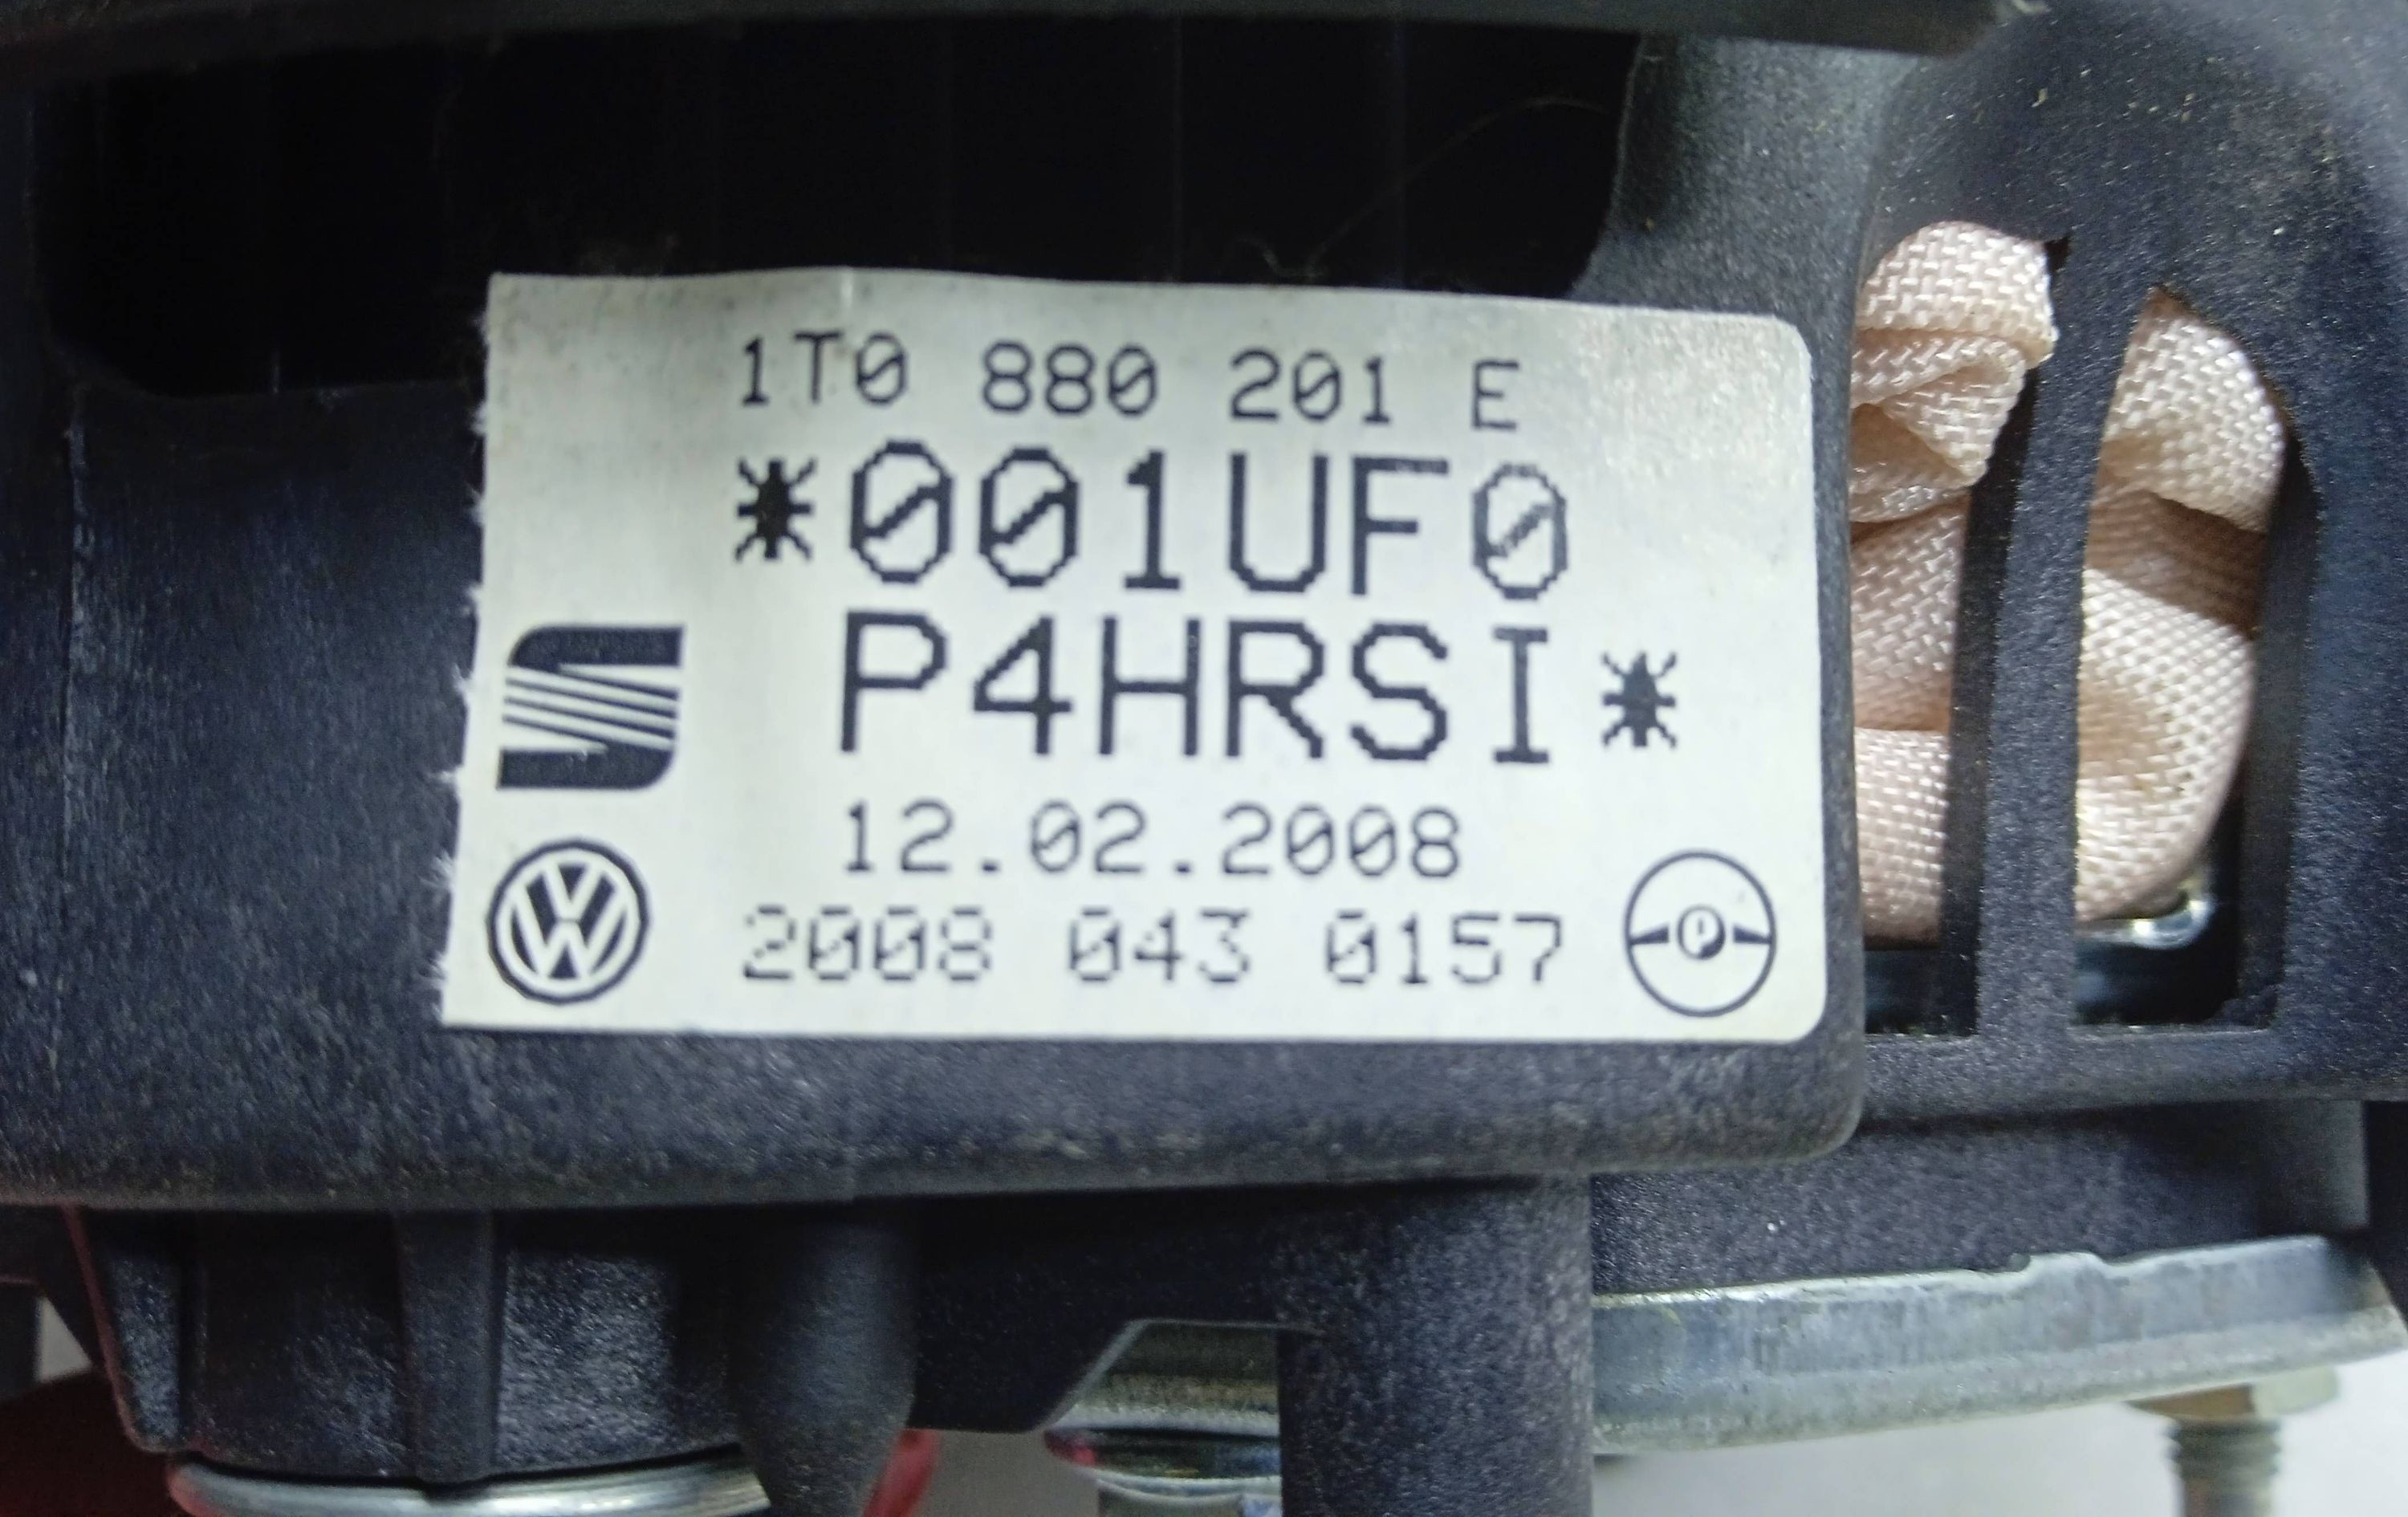 1T0 880 201 E
*001UF0
P4HRSI*
12.02.2008
2008 043 0157